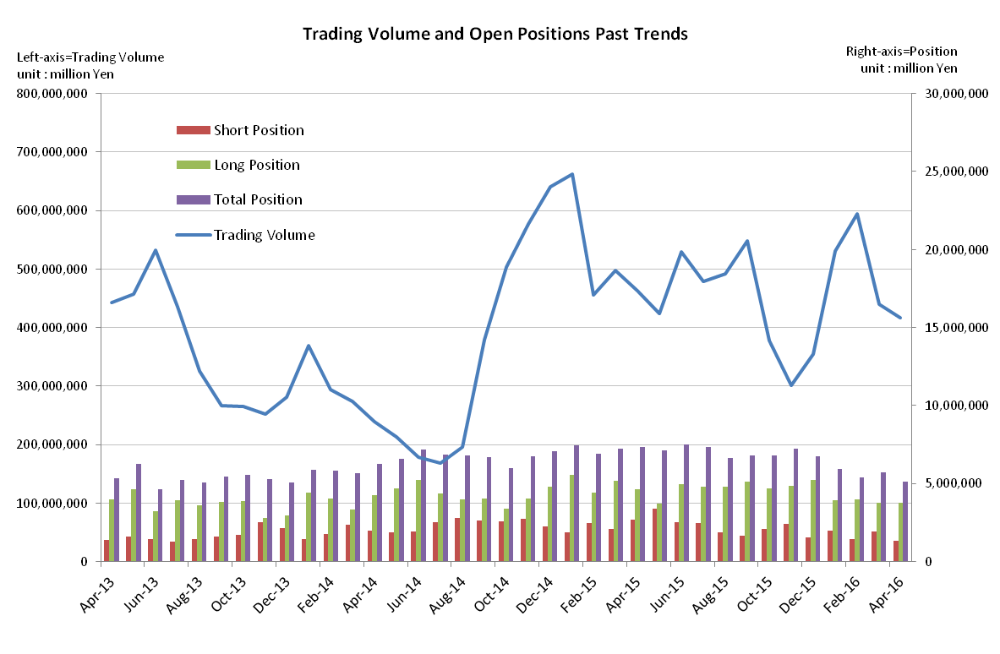 Trading Volume and Open Positions Past Trends
Left-axis=Trading Volume
unit : million Yen
Right-axis=Position
unit : million Yen
800,000,000
700,000,000
600,000,000
500,000,000
400,000,000
300,000,000
200,000,000
100,000,000
0
Short Position
Long Position
Total Position
Trading Volume
30,000,000
25,000,000
20,000,000
15,000,000
10,000,000
5,000,000
0
Apr-13
Jun-13
Aug-13
Oct-13
Dec-13
Feb-14
Apr-14
Jun-14
Aug-14
Oct-14
Dec-14
Feb-15
Apr-15
Jun-15
Aug-15
Oct-15
Dec-15
Feb-16
Apr-16